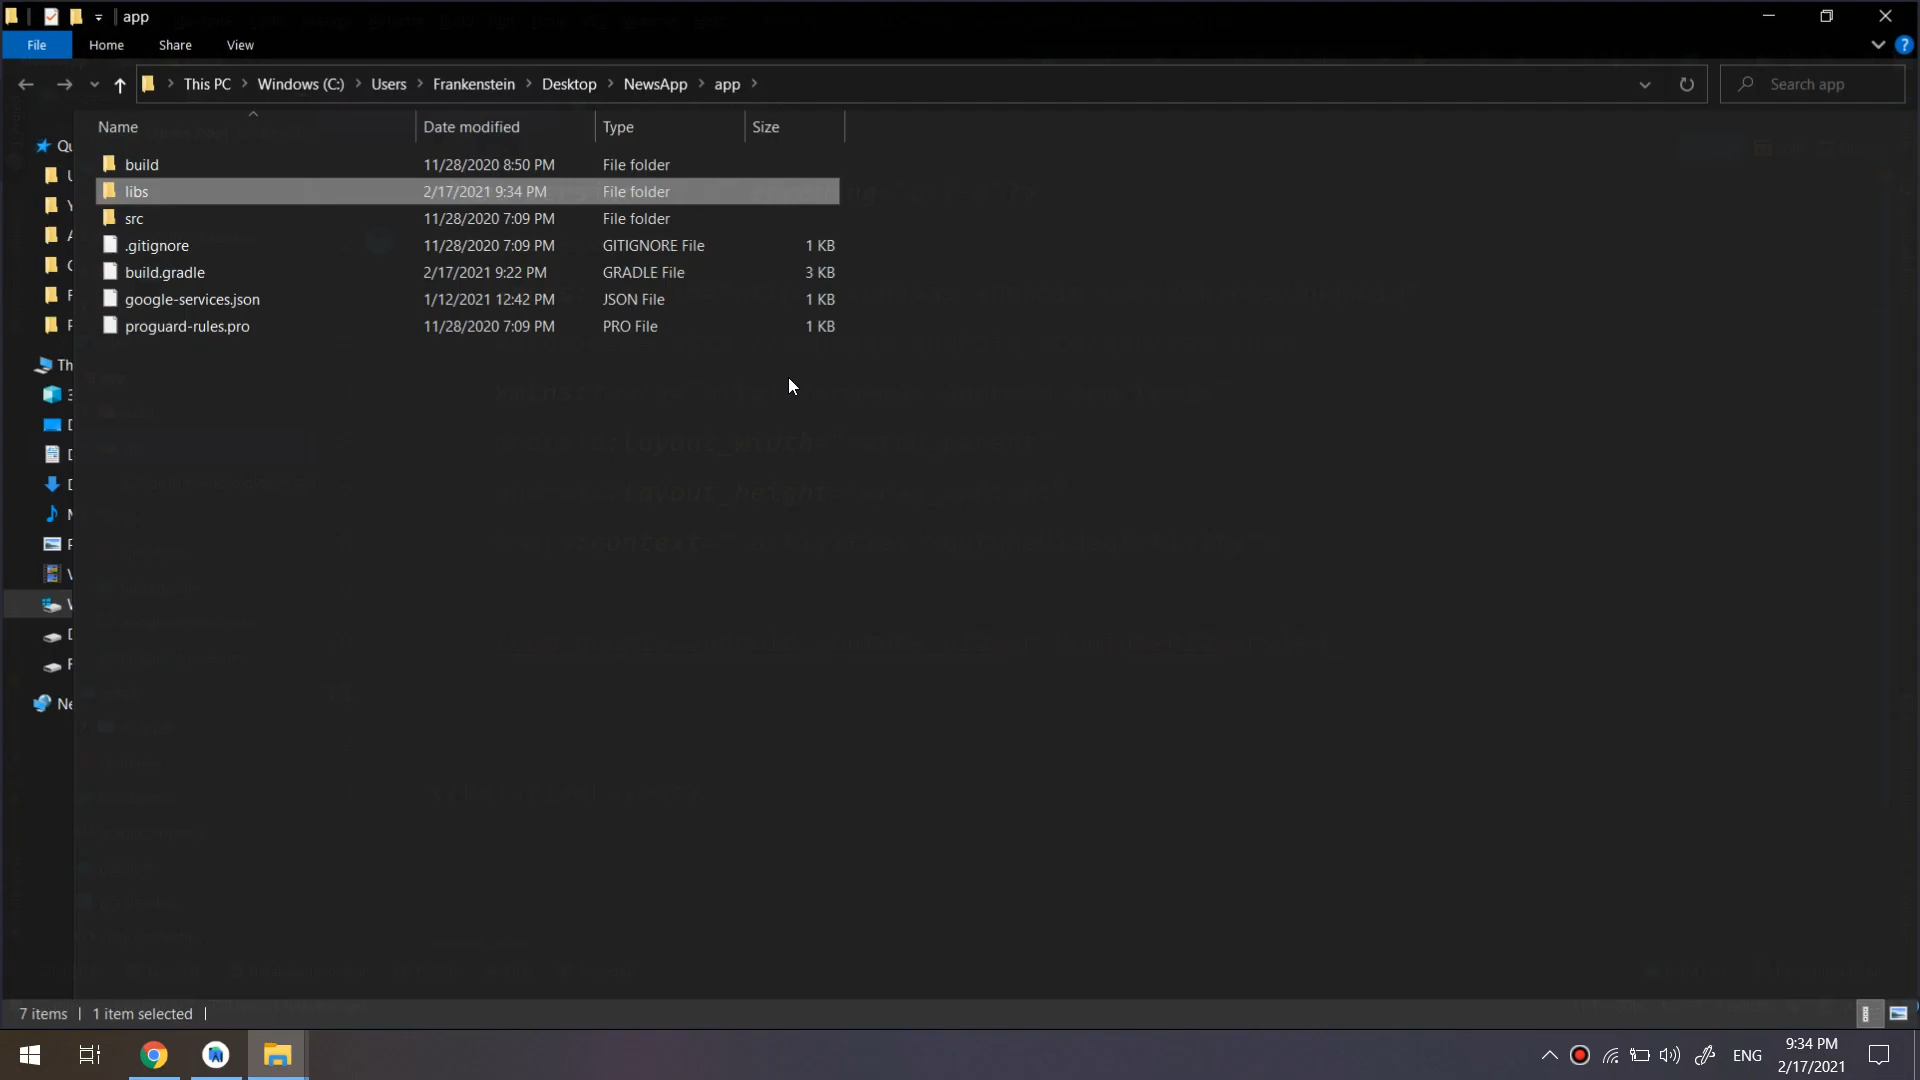 app
File Home Share View
This PC Windows (C:) Users Frankenstein Desktop NewsApp app Search app
Name Date modified Type Size
build 11/28/2020 8:50 PM File folder
libs 2/17/2021 9:34 PM File folder
src 11/28/2020 7:09 PM File folder
.gitignore 11/28/2020 7:09 PM GITIGNORE File 1 KB
build.gradle 2/17/2021 9:22 PM GRADLE File 3 KB
google-services.json 1/12/2021 12:42 PM JSON File 1 KB
proguard-rules.pro 11/28/2020 7:09 PM PRO File 1 KB
Qu
U
Y
A
C
F
F
Th
3
D
D
D
M
P
V
V
D
F
Ne
7 items 1 item selected
ENG
9:34 PM
2/17/2021